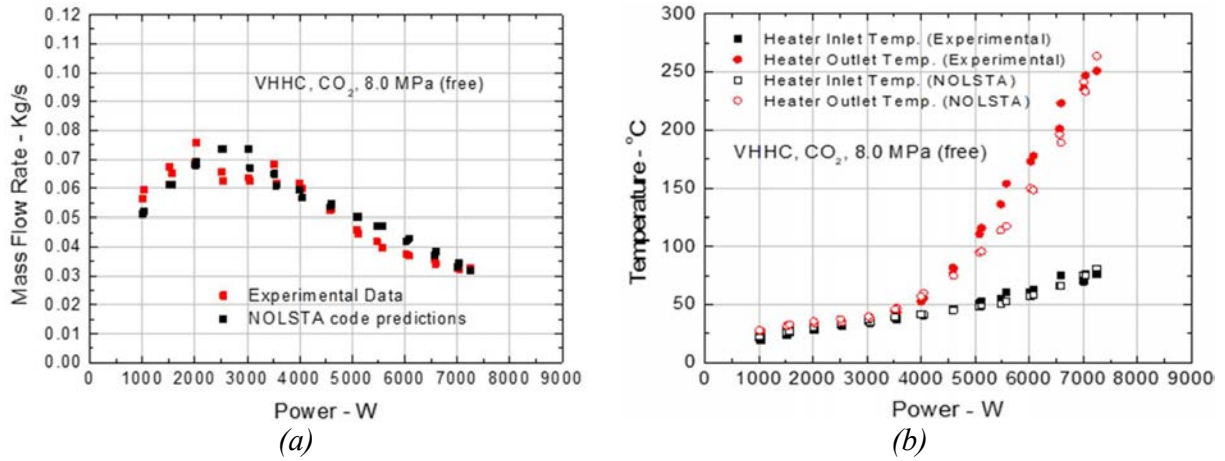 0.12
0.11
0.10
0.09
0.08
0.07
0.06
0.05
0.04
0.03
0.02
0.01
0.00
Mass Flow Rate - Kg/s
VHHC, CO2, 8.0 MPa (free)
Experimental Data
NOLSTA code predictions
0 1000 2000 3000 4000 5000 6000 7000 8000 9000
Power - W
(a)
300
250
200
150
100
50
0
Temperature - °C
Heater Inlet Temp. (Experimental)
Heater Outlet Temp. (Experimental)
Heater Inlet Temp. (NOLSTA)
Heater Outlet Temp. (NOLSTA)
VHHC, CO2, 8.0 MPa (free)
0 1000 2000 3000 4000 5000 6000 7000 8000 9000
Power - W
(b)